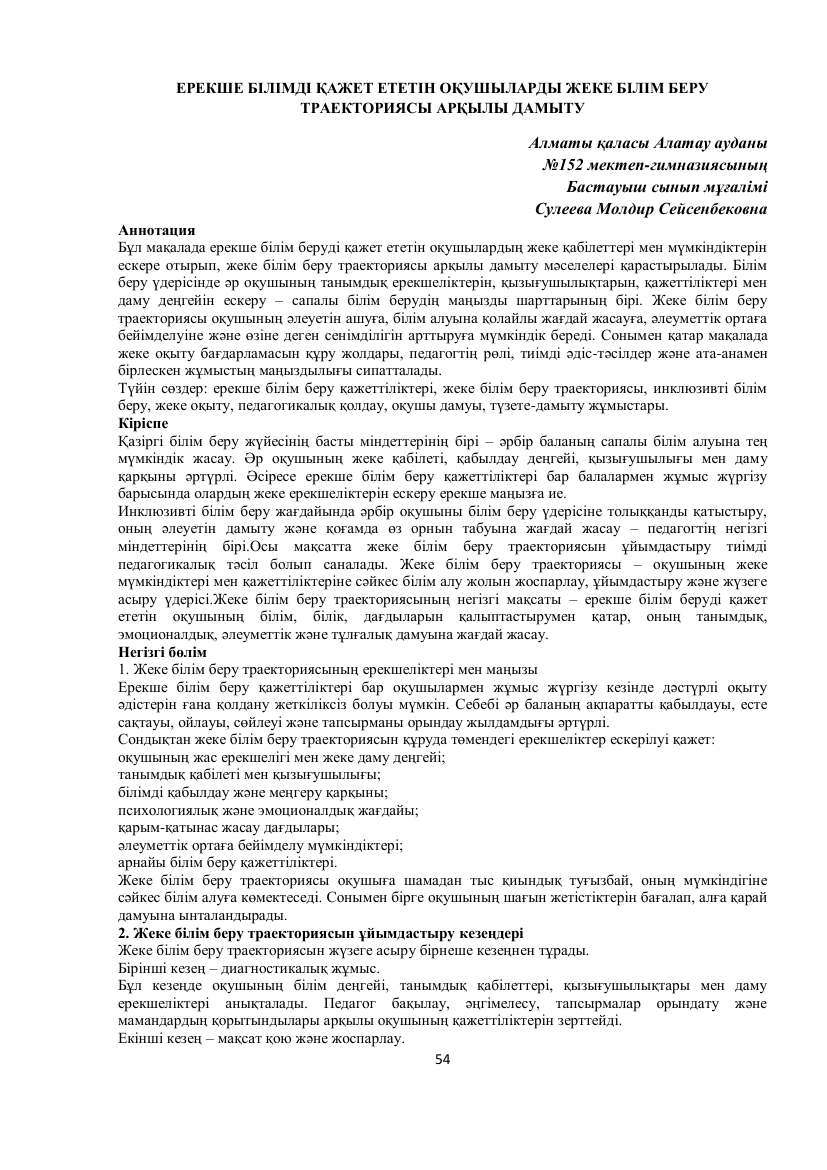 ЕРЕКШЕ БІЛІМДІ ҚАЖЕТ ЕТЕТІН ОҚУШЫЛАРДЫ ЖЕКЕ БІЛІМ БЕРУ
ТРАЕКТОРИЯСЫ АРҚЫЛЫ ДАМЫТУ
Алматы қаласы Алатау ауданы
№152 мектеп-гимназиясының
Бастауыш сынып мұғалімі
Сулеева Молдир Сейсенбековна
Аннотация
Бұл мақалада ерекше білім беруді қажет ететін оқушылардың жеке қабілеттері мен мүмкіндіктерін
ескере отырып, жеке білім беру траекториясы арқылы дамыту мәселелері қарастырылады. Білім
беру үдерісінде әр оқушының танымдық ерекшеліктерін, қызығушылықтарын, қажеттіліктері мен
даму деңгейін ескеру – сапалы білім берудің маңызды шарттарының бірі. Жеке білім беру
траекториясы оқушының әлеуетін ашуға, білім алуына қолайлы жағдай жасауға, әлеуметтік ортаға
бейімделуіне және өзіне деген сенімділігін арттыруға мүмкіндік береді. Сонымен қатар мақалада
жеке оқыту бағдарламасын құру жолдары, педагогтің рөлі, тиімді әдіс-тәсілдер және ата-анамен
бірлескен жұмыстың маңыздылығы сипатталады.
Түйін сөздер: ерекше білім беру қажеттіліктері, жеке білім беру траекториясы, инклюзивті білім
беру, жеке оқыту, педагогикалық қолдау, оқушы дамуы, түзете-дамыту жұмыстары.
Кіріспе
Қазіргі білім беру жүйесінің басты міндеттерінің бірі – әрбір баланың сапалы білім алуына тең
мүмкіндік жасау. Әр оқушының жеке қабілеті, қабылдау деңгейі, қызығушылығы мен даму
қарқыны әртүрлі. Әсіресе ерекше білім беру қажеттіліктері бар балалармен жұмыс жүргізу
барысында олардың жеке ерекшеліктерін ескеру ерекше маңызға ие.
Инклюзивті білім беру жағдайында әрбір оқушыны білім беру үдерісіне толыққанды қатыстыру,
оның әлеуетін дамыту және қоғамда өз орнын табуына жағдай жасау – педагогтің негізгі
міндеттерінің бірі.Осы мақсатта жеке білім беру траекториясын ұйымдастыру тиімді
педагогикалық тәсіл болып саналады. Жеке білім беру траекториясы – оқушының жеке
мүмкіндіктері мен қажеттіліктеріне сәйкес білім алу жолын жоспарлау, ұйымдастыру және жүзеге
асыру үдерісі.Жеке білім беру траекториясының негізгі мақсаты – ерекше білім беруді қажет
ететін оқушының білім, білік, дағдыларын қалыптастырумен қатар, оның танымдық,
эмоционалдық, әлеуметтік және тұлғалық дамуына жағдай жасау.
Негізгі бөлім
1. Жеке білім беру траекториясының ерекшеліктері мен маңызы
Ерекше білім беру қажеттіліктері бар оқушылармен жұмыс жүргізу кезінде дәстүрлі оқыту
әдістерін ғана қолдану жеткіліксіз болуы мүмкін. Себебі әр баланың ақпаратты қабылдауы, есте
сақтауы, ойлауы, сөйлеуі және тапсырманы орындау жылдамдығы әртүрлі.
Сондықтан жеке білім беру траекториясын құруда төмендегі ерекшеліктер ескерілуі қажет:
оқушының жас ерекшелігі мен жеке даму деңгейі;
танымдық қабілеті мен қызығушылығы;
білімді қабылдау және меңгеру қарқыны;
психологиялық және эмоционалдық жағдайы;
қарым-қатынас жасау дағдылары;
әлеуметтік ортаға бейімделу мүмкіндіктері;
арнайы білім беру қажеттіліктері.
Жеке білім беру траекториясы оқушыға шамадан тыс қиындық туғызбай, оның мүмкіндігіне
сәйкес білім алуға көмектеседі. Сонымен бірге оқушының шағын жетістіктерін бағалап, алға қарай
дамуына ынталандырады.
2. Жеке білім беру траекториясын ұйымдастыру кезеңдері
Жеке білім беру траекториясын жүзеге асыру бірнеше кезеңнен тұрады.
Бірінші кезең – диагностикалық жұмыс.
Бұл кезеңде оқушының білім деңгейі, танымдық қабілеттері, қызығушылықтары мен даму
ерекшеліктері анықталады. Педагог бақылау, әңгімелесу, тапсырмалар орындату және
мамандардың қорытындылары арқылы оқушының қажеттіліктерін зерттейді.
Екінші кезең – мақсат қою және жоспарлау.
54